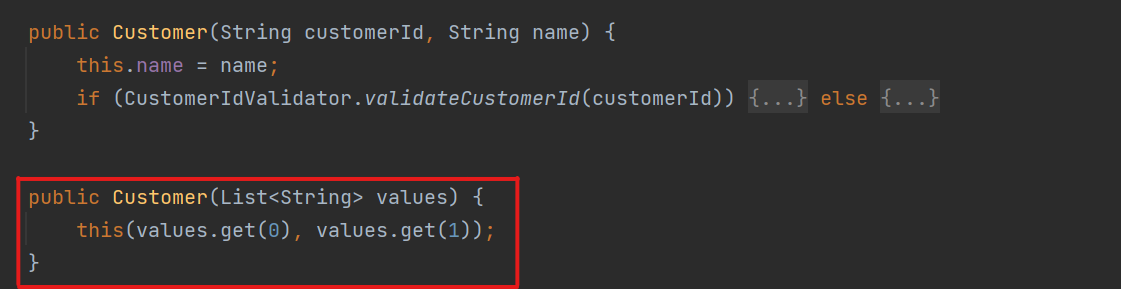 public Customer(String customerId, String name) {
this.name = name;
if (CustomerIdValidator.validateCustomerId(customerId)) {...} else {...}
}
public Customer(List<String> values) {
this(values.get(0), values.get(1));
}